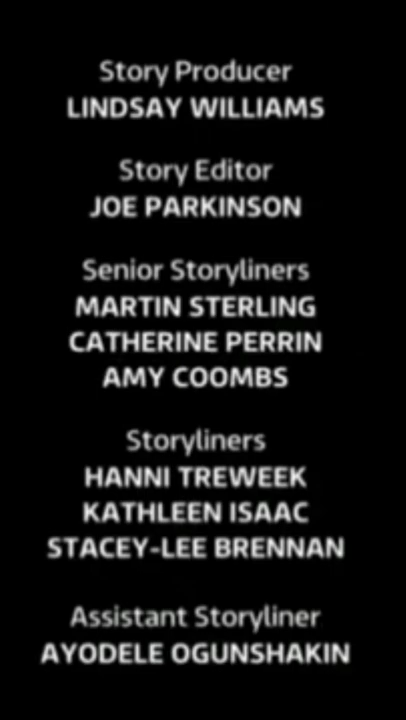 Story Producer
LINDSAY WILLIAMS
Story Editor
JOE PARKINSON
Senior Storyliners
MARTIN STERLING
CATHERINE PERRIN
AMY COOMBS
Storyliners
HANNI TREWEEK
KATHLEEN ISAAC
STACEY-LEE BRENNAN
Assistant Storyliner
AYODELE OGUNSHAKIN